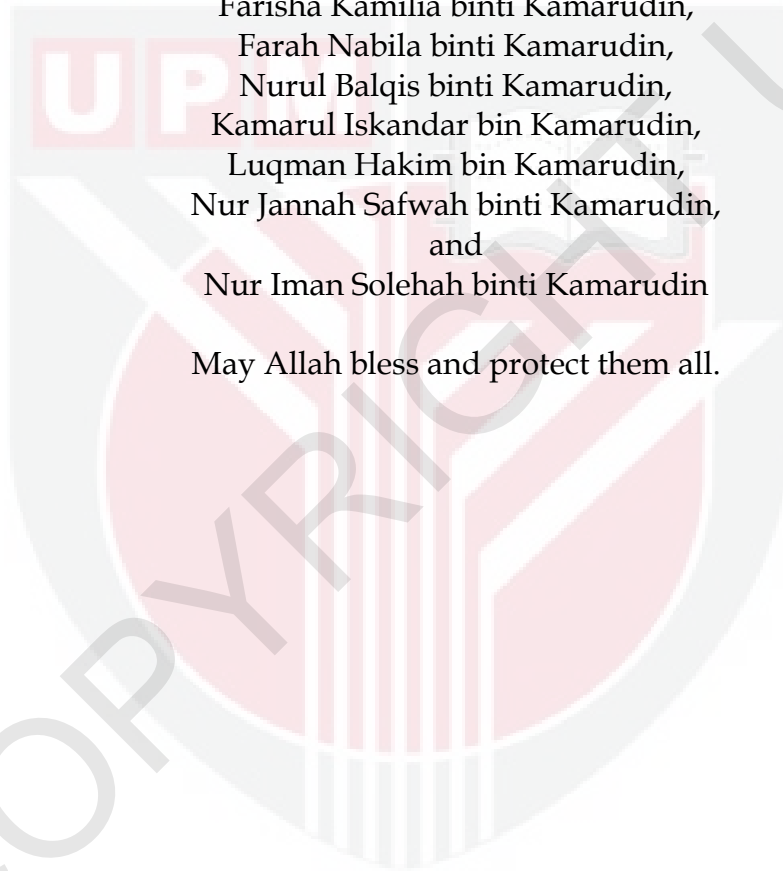 Farisha Kamilia binti Kamarudin,
Farah Nabila binti Kamarudin,
Nurul Balqis binti Kamarudin,
Kamarul Iskandar bin Kamarudin,
Luqman Hakim bin Kamarudin,
Nur Jannah Safwah binti Kamarudin,
and
Nur Iman Solehah binti Kamarudin
May Allah bless and protect them all.
UPM
COPYRIGHT U